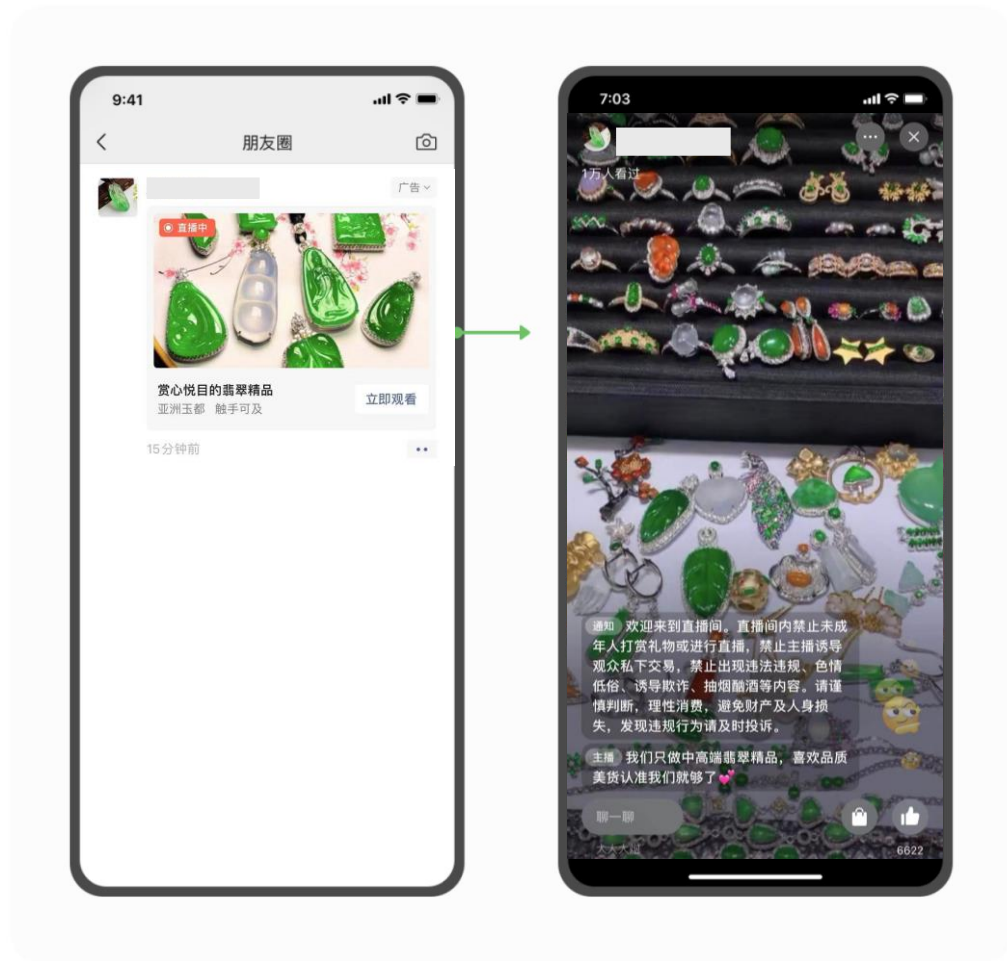 9:41
朋友圈
广告
直播中
赏心悦目的翡翠精品
亚洲玉都 触手可及
立即观看
15分钟前
7:03
1万人看过
通知 欢迎来到直播间。直播间内禁止未成
年人打赏礼物或进行直播，禁止主播诱导
观众私下交易，禁止出现违法违规、色情
低俗、诱导欺诈、抽烟酗酒等内容。请谨
慎判断，理性消费，避免财产及人身损
失，发现违规行为请及时投诉。
主播 我们只做中高端翡翠精品，喜欢品质
美货认准我们就够了💕
聊一聊
6622